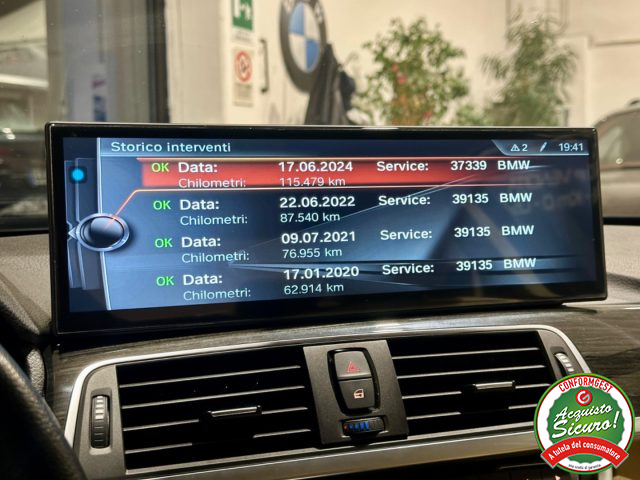 BMW
Storico interventi
2
19:41
OK Data: 17.06.2024 Service: 37339 BMW
Chilometri: 115.479 km
OK Data: 22.06.2022 Service: 39135 BMW
Chilometri: 87.540 km
OK Data: 09.07.2021 Service: 39135 BMW
Chilometri: 76.955 km
OK Data: 17.01.2020 Service: 39135 BMW
Chilometri: 62.914 km
CONFORMGEST
Acquisto
Sicuro!
A tutela del consumatore